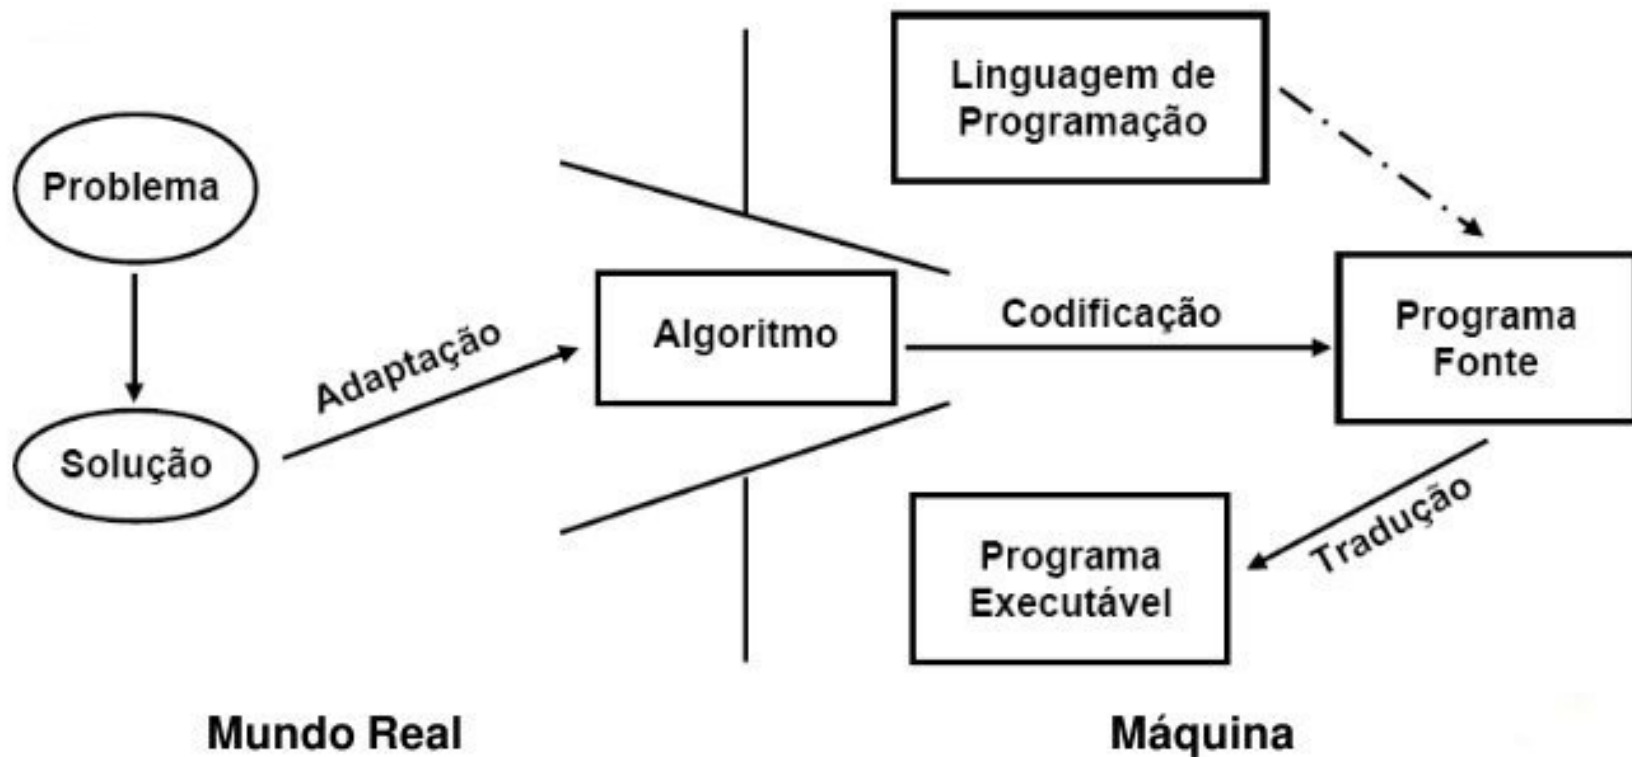 Problema
Solução
Adaptação
Algoritmo
Codificação
Linguagem de
Programação
Programa
Fonte
Tradução
Programa
Executável
Mundo Real
Máquina